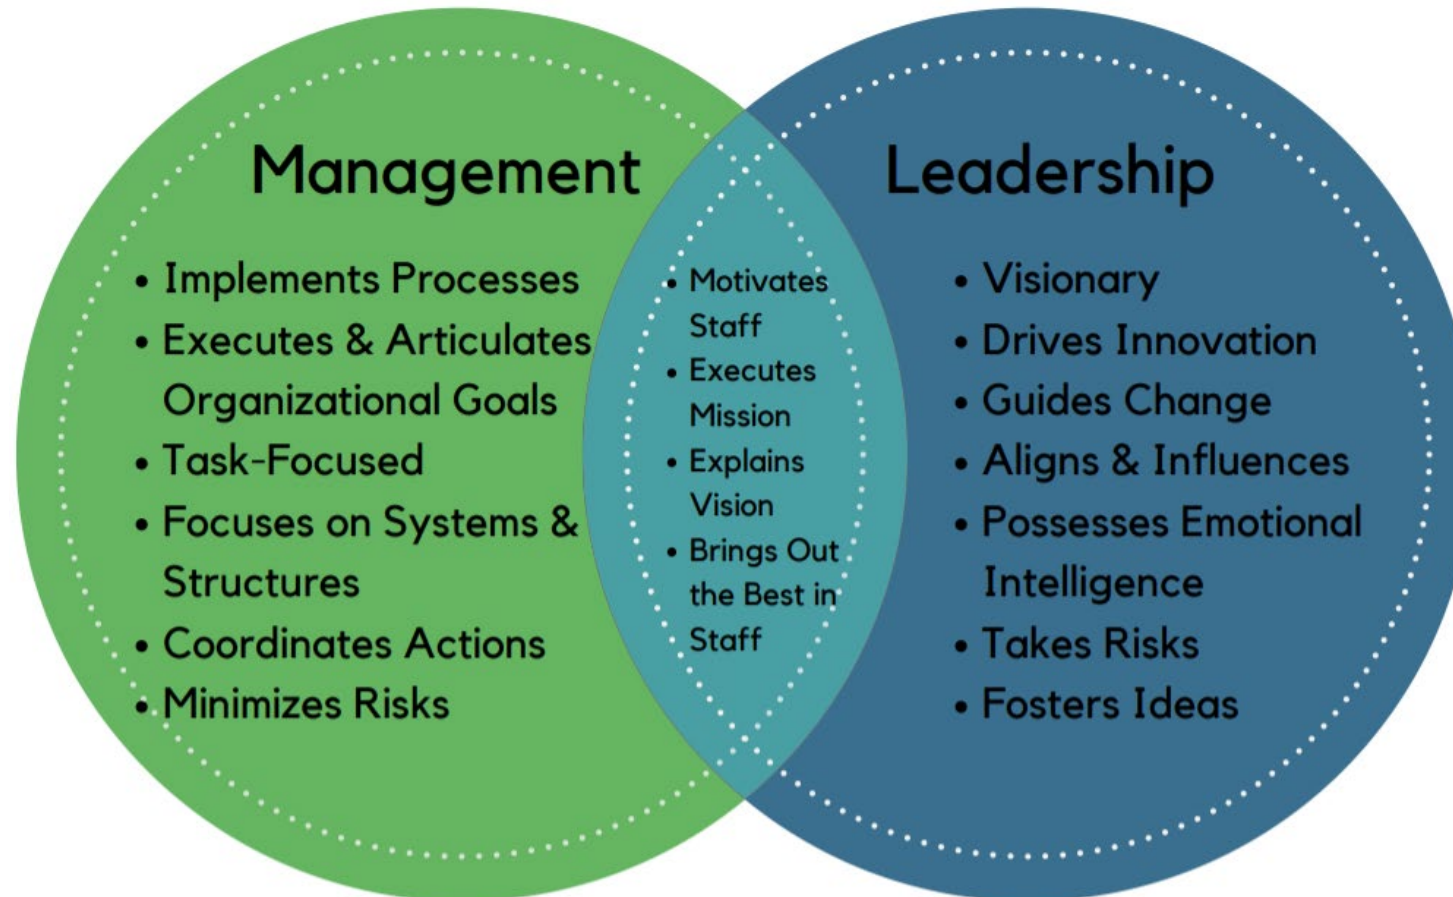 Management
• Implements Processes
• Executes & Articulates
Organizational Goals
• Task-Focused
• Focuses on Systems &
Structures
• Coordinates Actions
• Minimizes Risks
• Motivates
Staff
• Executes
Mission
• Explains
Vision
• Brings Out
the Best in
Staff
Leadership
• Visionary
• Drives Innovation
• Guides Change
• Aligns & Influences
• Possesses Emotional
Intelligence
• Takes Risks
• Fosters Ideas